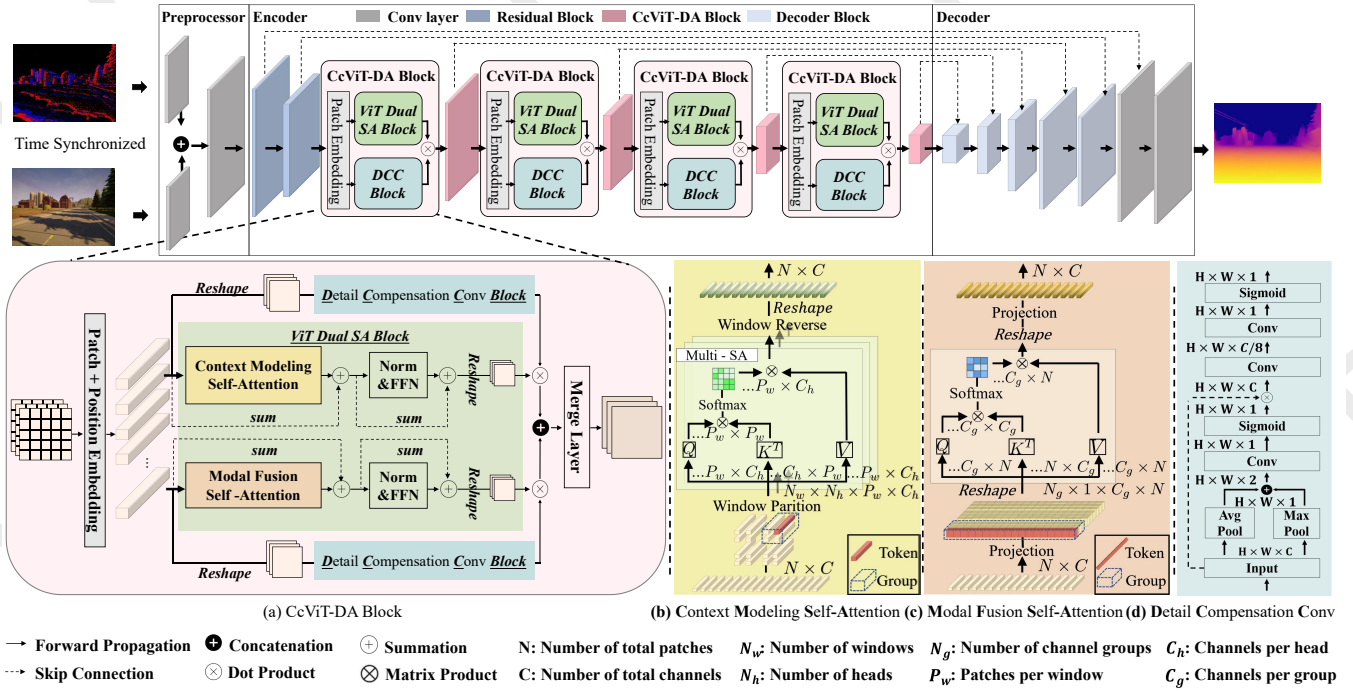 Preprocessor
Encoder
Decoder
Conv layer
Residual Block
CcViT-DA Block
Decoder Block
Time Synchronized
CcViT-DA Block
Patch Embedding
ViT Dual
SA Block
DCC
Block
CcViT-DA Block
Patch Embedding
ViT Dual
SA Block
DCC
Block
CcViT-DA Block
Patch Embedding
ViT Dual
SA Block
DCC
Block
CcViT-DA Block
Patch Embedding
ViT Dual
SA Block
DCC
Block
Patch + Position Embedding
...
Reshape
Detail Compensation Conv Block
ViT Dual SA Block
Context Modeling
Self-Attention
Norm
&FFN
Reshape
sum
sum
sum
sum
Modal Fusion
Self -Attention
Norm
&FFN
Reshape
Reshape
Detail Compensation Conv Block
Merge Layer
(a) CcViT-DA Block
N × C
Reshape
Window Reverse
Multi - SA
...P_w × C_h
Softmax
...P_w × P_w
Q
K^T
V
...P_w × C_h
...C_h × P_w
...P_w × C_h
N_w × N_h × P_w × C_h
Window Parition
Token
Group
N × C
(b) Context Modeling Self-Attention
N × C
Projection
Reshape
...C_g × N
Softmax
...C_g × C_g
Q
K^T
V
...C_g × N
...N × C_g
...C_g × N
Reshape
N_g × 1 × C_g × N
Projection
Token
Group
N × C
(c) Modal Fusion Self-Attention
H × W × 1
Sigmoid
H × W × 1
Conv
H × W × C/8
Conv
H × W × C
H × W × 1
Sigmoid
H × W × 1
Conv
H × W × 2
H × W × 1
Avg
Pool
Max
Pool
H × W × C
Input
(d) Detail Compensation Conv
Forward Propagation
Concatenation
Summation
N: Number of total patches
N_w: Number of windows
N_g: Number of channel groups
C_h: Channels per head
Skip Connection
Dot Product
Matrix Product
C: Number of total channels
N_h: Number of heads
P_w: Patches per window
C_g: Channels per group